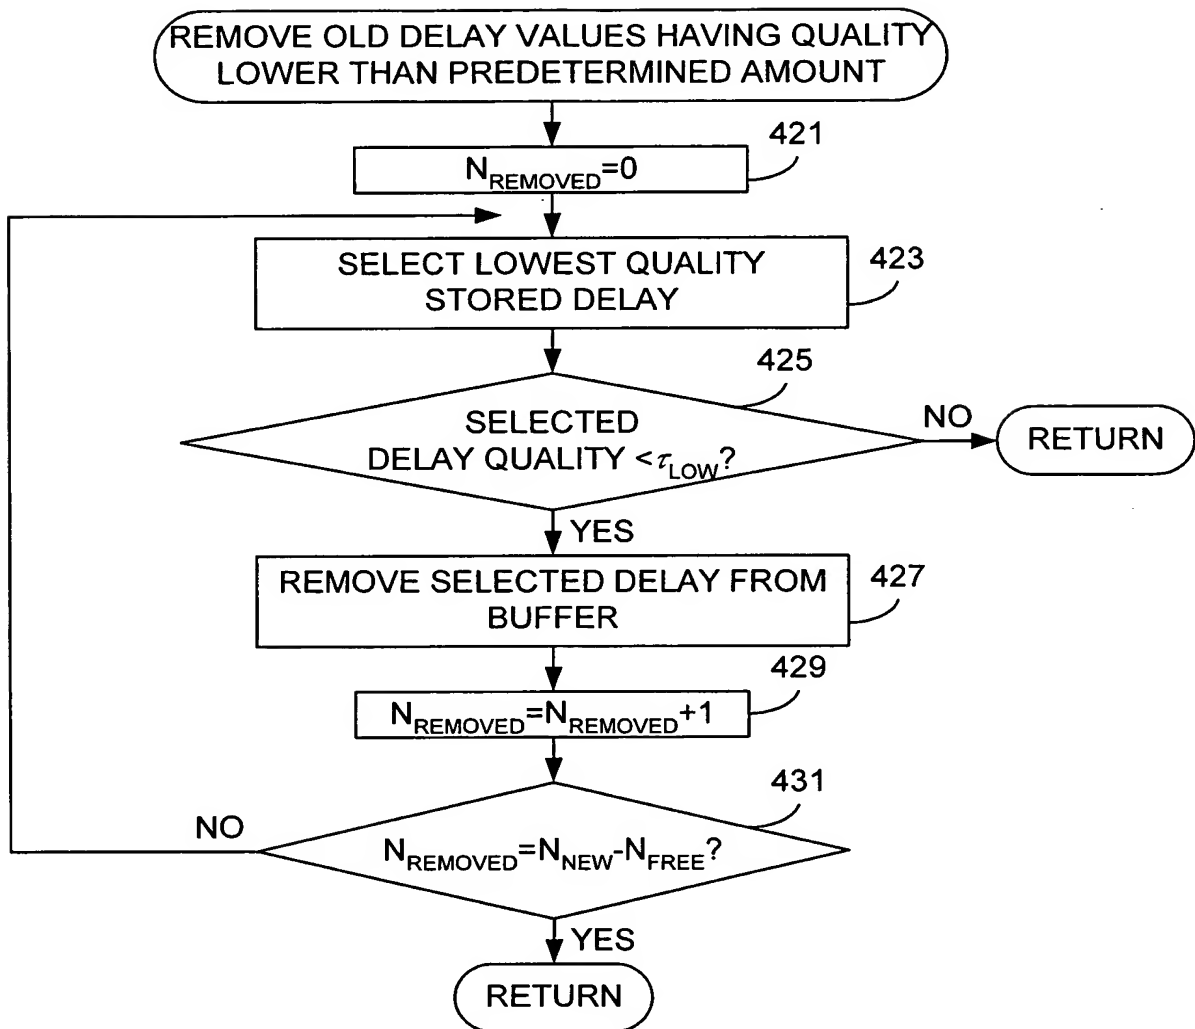 REMOVE OLD DELAY VALUES HAVING QUALITY
LOWER THAN PREDETERMINED AMOUNT
421
N_REMOVED=0
SELECT LOWEST QUALITY
STORED DELAY
423
425
SELECTED
DELAY QUALITY <τ_LOW?
NO
RETURN
YES
REMOVE SELECTED DELAY FROM
BUFFER
427
429
N_REMOVED=N_REMOVED+1
431
NO
N_REMOVED=N_NEW-N_FREE?
YES
RETURN